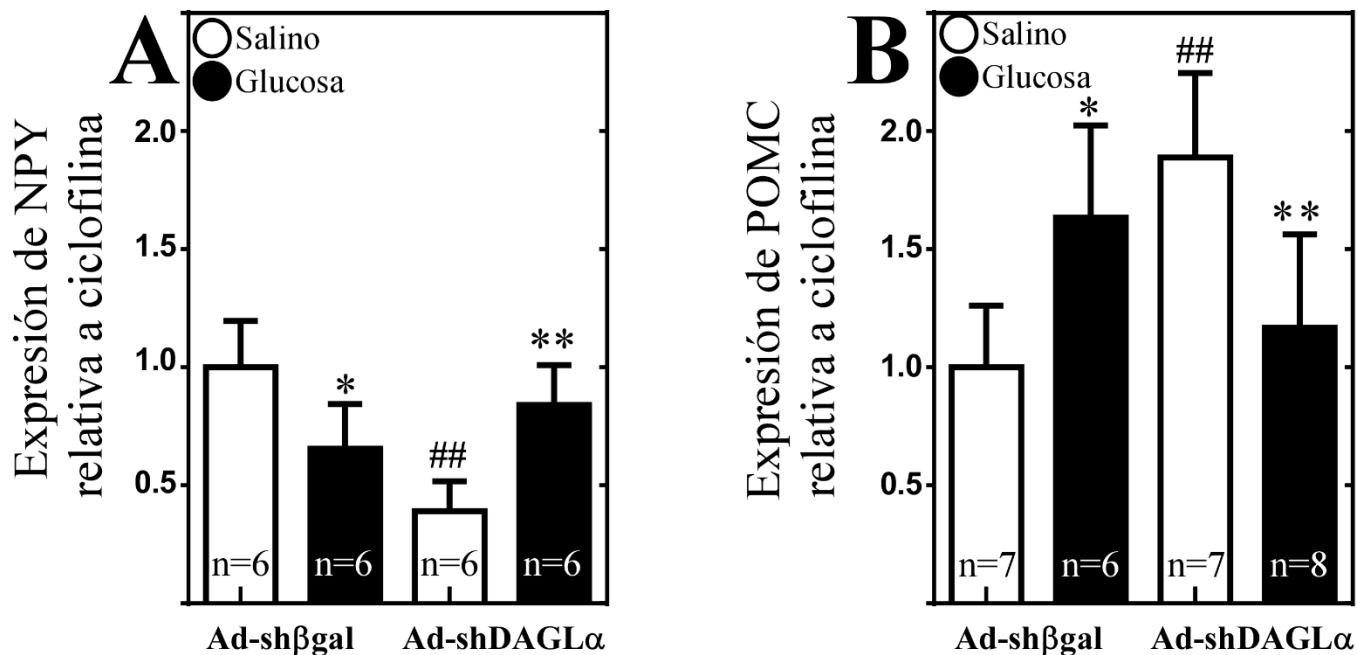 A
Salino
Glucosa
Expresión de NPY
relativa a ciclofilina
2.0
1.5
1.0
0.5
*
##
**
n=6
n=6
n=6
n=6
Ad-shβgal
Ad-shDAGLα
B
Salino
Glucosa
Expresión de POMC
relativa a ciclofilina
2.0
1.5
1.0
0.5
*
##
**
n=7
n=6
n=7
n=8
Ad-shβgal
Ad-shDAGLα